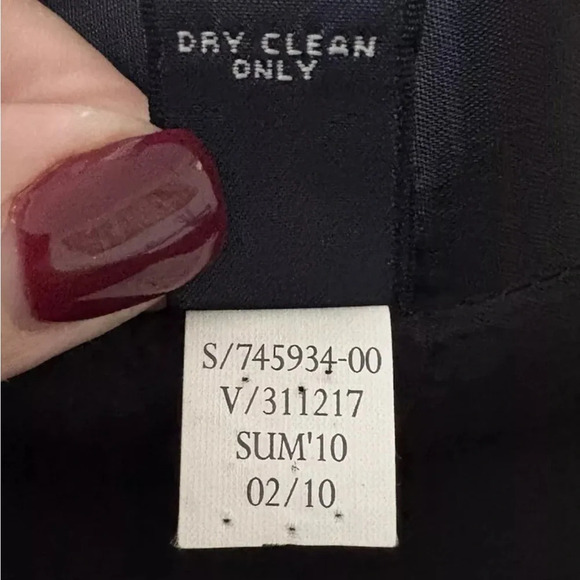 DRY CLEAN
ONLY
S/745934-00
V/311217
SUM'10
02/10